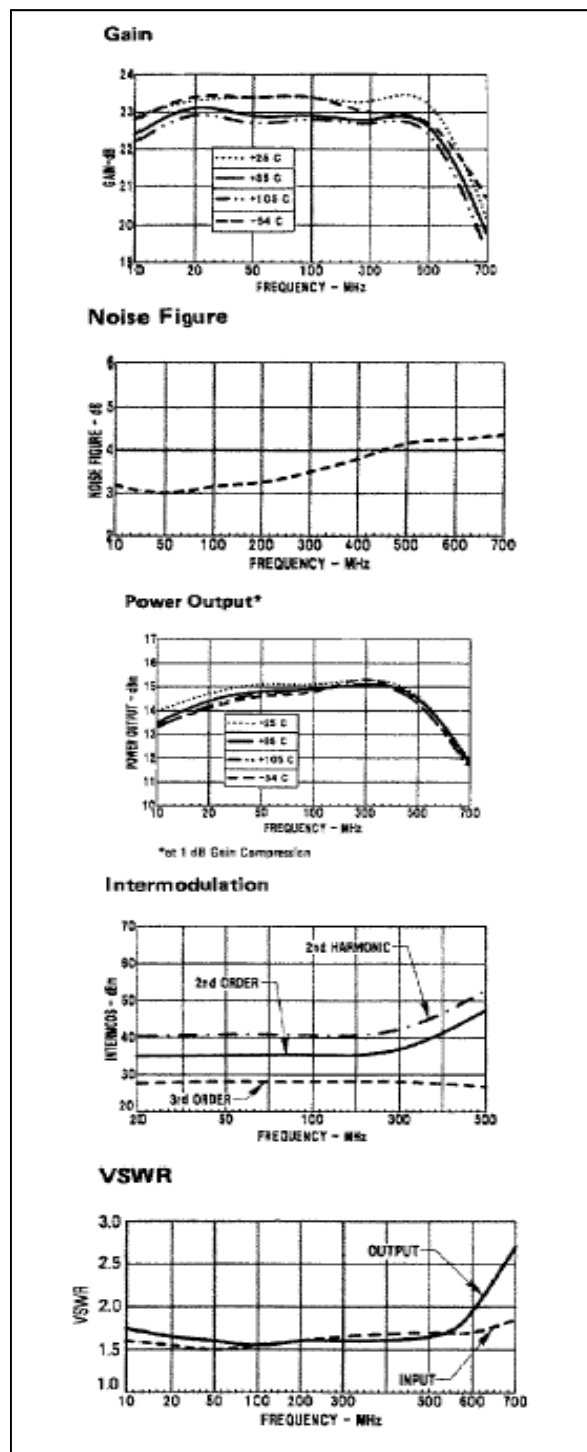 Gain
24
23
22
21
20
19
GAIN-dB
+25 C
+85 C
+105 C
-54 C
10 20 50 100 300 500 700
FREQUENCY - MHz
Noise Figure
6
5
4
3
2
NOISE FIGURE - dB
10 50 100 200 300 400 500 600 700
FREQUENCY - MHz
Power Output*
17
16
15
14
13
12
11
10
POWER OUTPUT - dBm
+25 C
+85 C
+105 C
-54 C
10 20 50 100 300 500 700
FREQUENCY - MHz
*at 1 dB Gain Compression
Intermodulation
70
60
50
40
30
20
INTERMODS - dBm
2nd HARMONIC
2nd ORDER
3rd ORDER
20 50 100 300 500
FREQUENCY - MHz
VSWR
3.0
2.5
2.0
1.5
1.0
VSWR
OUTPUT
INPUT
10 20 50 100 200 300 400 500 600 700
FREQUENCY - MHz